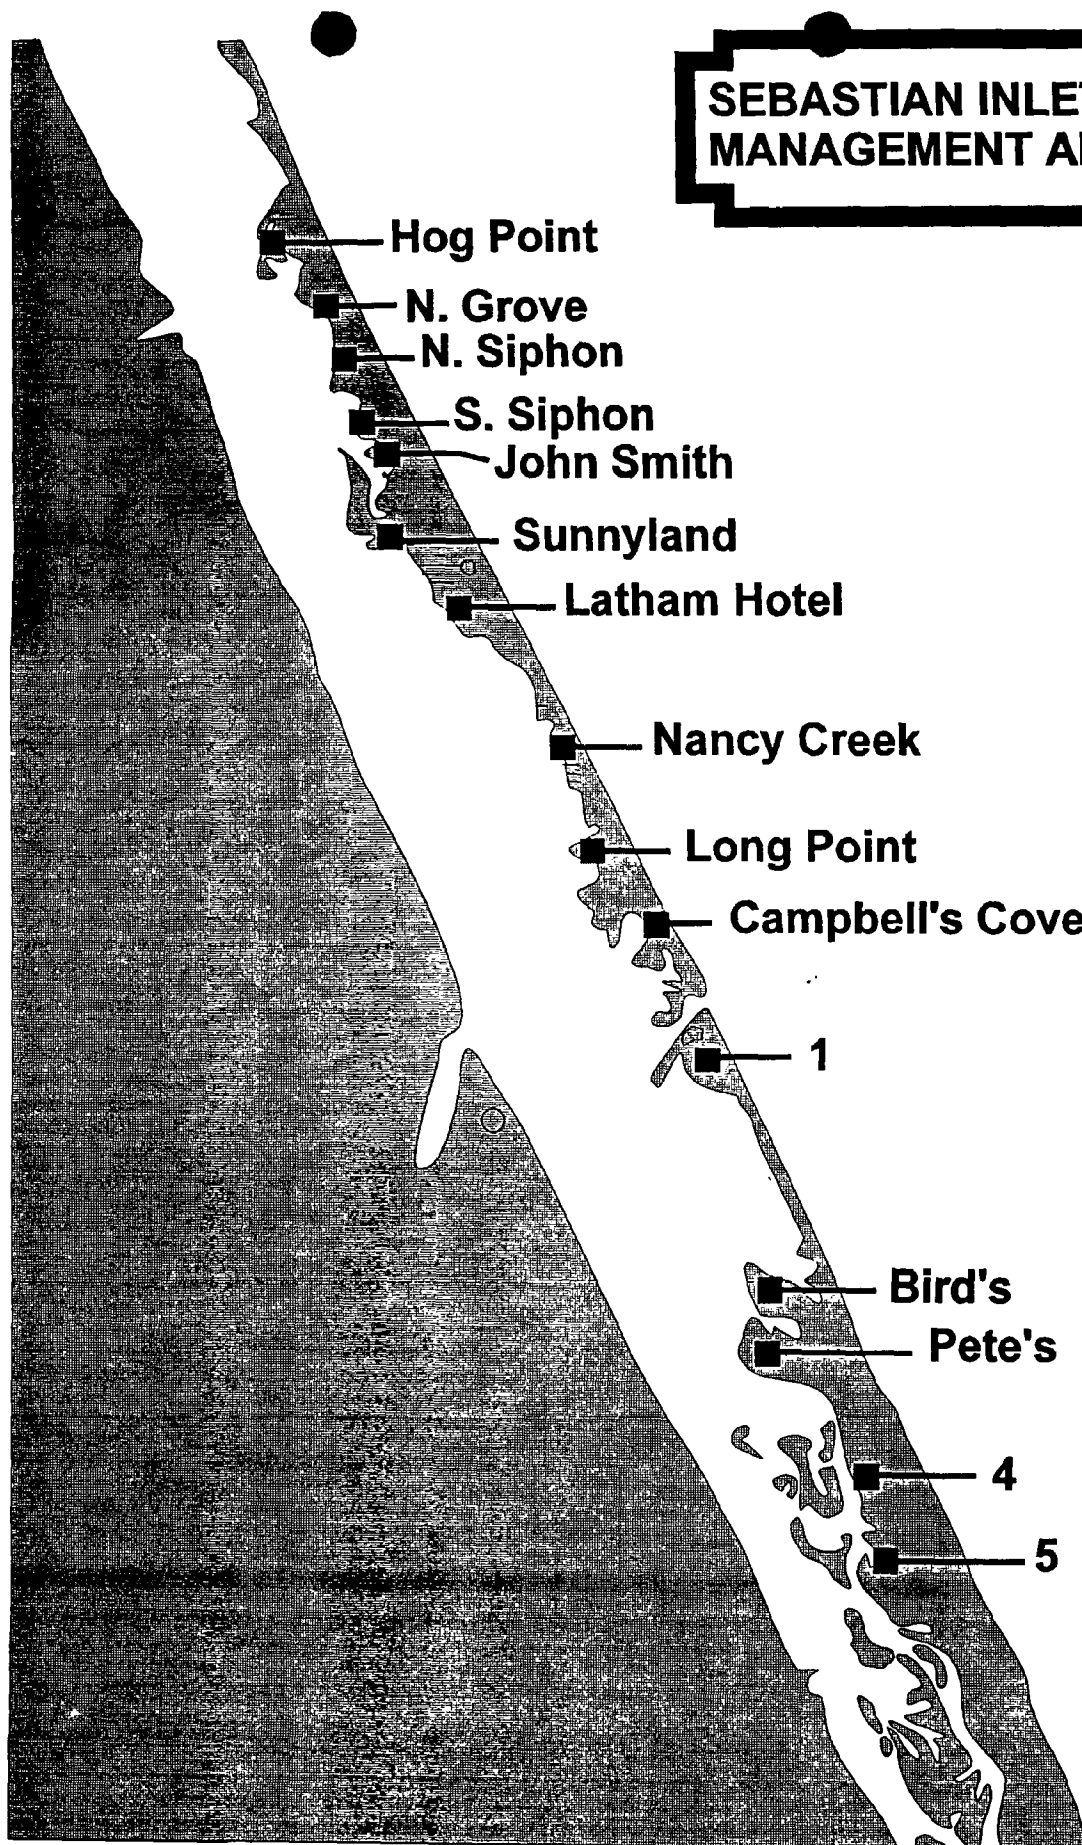 SEBASTIAN INLET
MANAGEMENT A
Hog Point
N. Grove
N. Siphon
S. Siphon
John Smith
Sunnyland
Latham Hotel
Nancy Creek
Long Point
Campbell's Cove
1
Bird's
Pete's
4
5